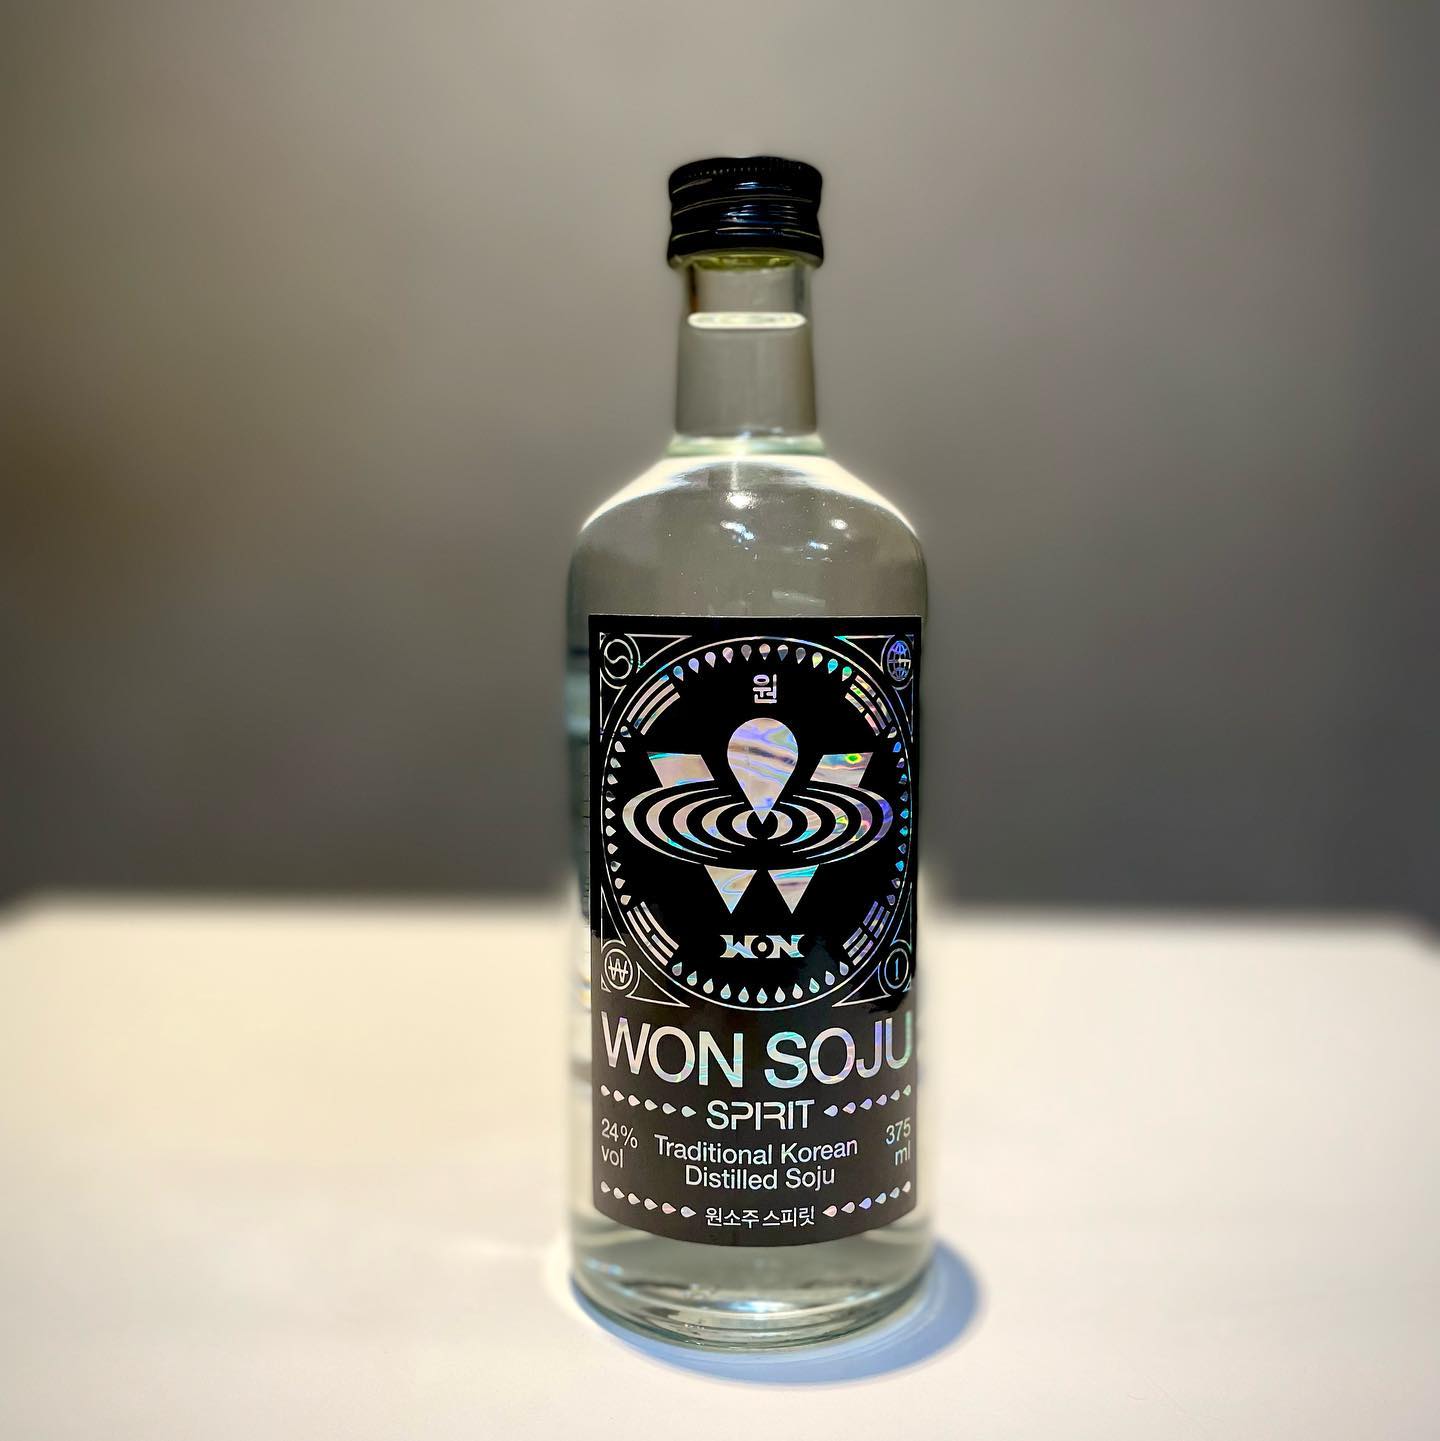 원
WON
₩
1
WON SOJU
SPIRIT
24%
vol
Traditional Korean
Distilled Soju
375
ml
원소주 스피릿